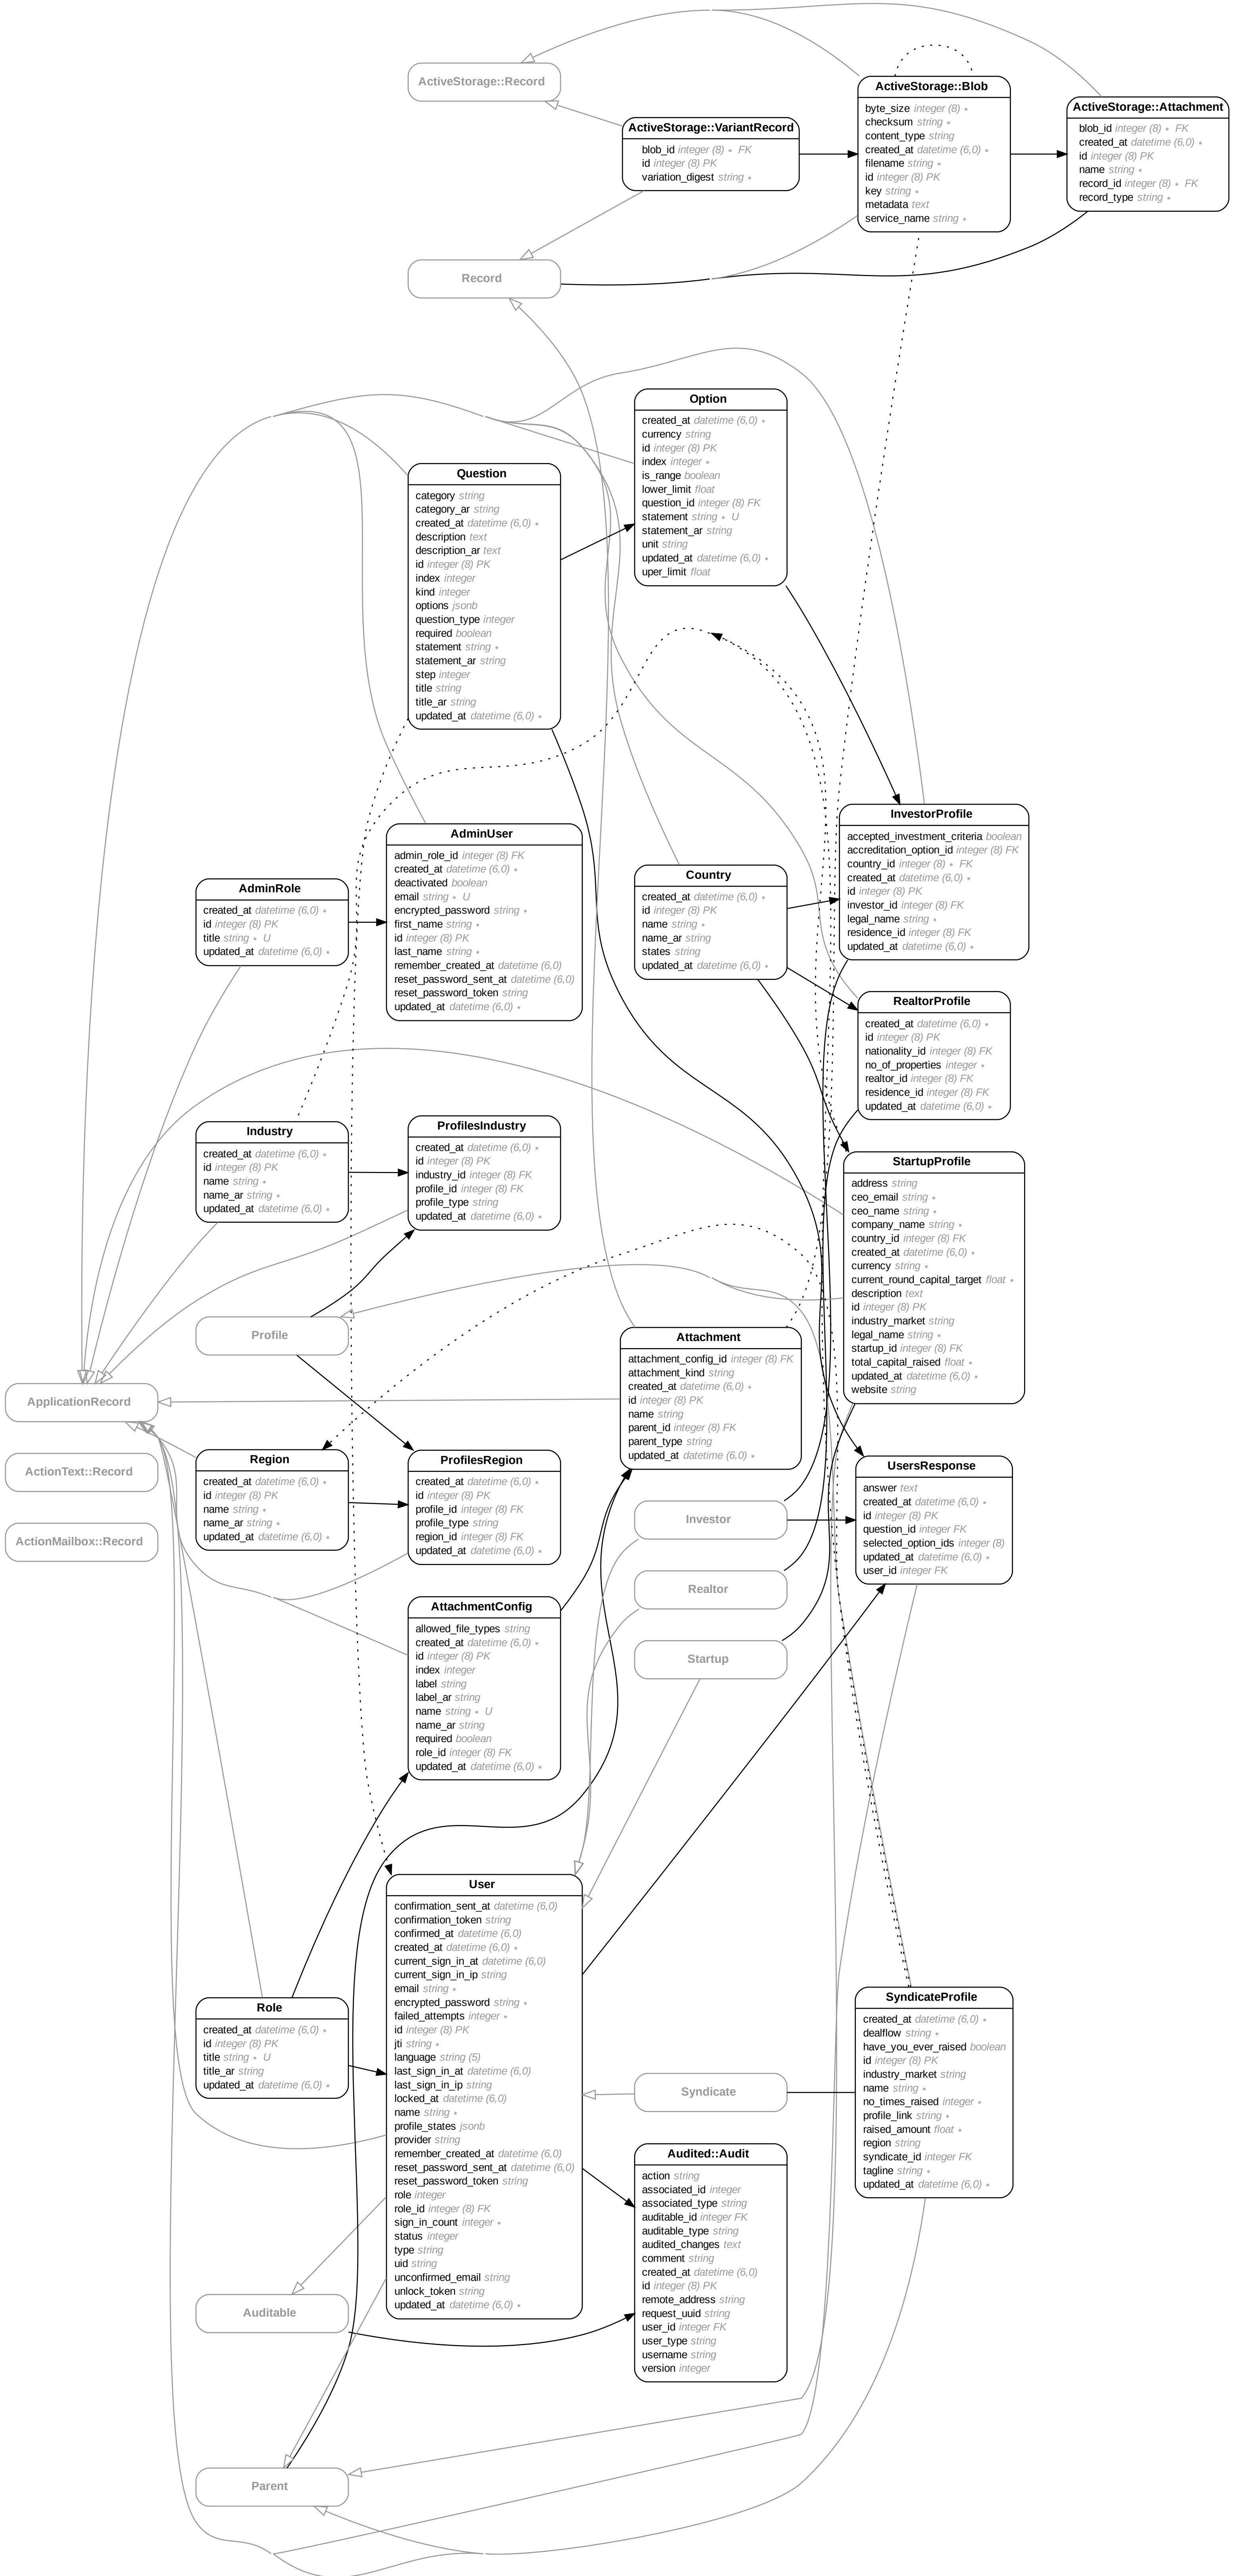 ActiveStorage::Record
ActiveStorage::VariantRecord
blob_id integer (8) ∗ FK
id integer (8) PK
variation_digest string ∗
ActiveStorage::Blob
byte_size integer (8) ∗
checksum string ∗
content_type string
created_at datetime (6,0) ∗
filename string ∗
id integer (8) PK
key string ∗
metadata text
service_name string ∗
ActiveStorage::Attachment
blob_id integer (8) ∗ FK
created_at datetime (6,0) ∗
id integer (8) PK
name string ∗
record_id integer (8) ∗ FK
record_type string ∗
Record
Option
created_at datetime (6,0) ∗
currency string
id integer (8) PK
index integer ∗
is_range boolean
lower_limit float
question_id integer (8) FK
statement string ∗ U
statement_ar string
unit string
updated_at datetime (6,0) ∗
uper_limit float
Question
category string
category_ar string
created_at datetime (6,0) ∗
description text
description_ar text
id integer (8) PK
index integer
kind integer
options jsonb
question_type integer
required boolean
statement string ∗
statement_ar string
step integer
title string
title_ar string
updated_at datetime (6,0) ∗
InvestorProfile
accepted_investment_criteria boolean
accreditation_option_id integer (8) FK
country_id integer (8) ∗ FK
created_at datetime (6,0) ∗
id integer (8) PK
investor_id integer (8) FK
legal_name string ∗
residence_id integer (8) FK
updated_at datetime (6,0) ∗
AdminUser
admin_role_id integer (8) FK
created_at datetime (6,0) ∗
deactivated boolean
email string ∗ U
encrypted_password string ∗
first_name string ∗
id integer (8) PK
last_name string ∗
remember_created_at datetime (6,0)
reset_password_sent_at datetime (6,0)
reset_password_token string
updated_at datetime (6,0) ∗
AdminRole
created_at datetime (6,0) ∗
id integer (8) PK
title string ∗ U
updated_at datetime (6,0) ∗
Country
created_at datetime (6,0) ∗
id integer (8) PK
name string ∗
name_ar string
states string
updated_at datetime (6,0) ∗
RealtorProfile
created_at datetime (6,0) ∗
id integer (8) PK
nationality_id integer (8) FK
no_of_properties integer ∗
realtor_id integer (8) FK
residence_id integer (8) FK
updated_at datetime (6,0) ∗
Industry
created_at datetime (6,0) ∗
id integer (8) PK
name string ∗
name_ar string ∗
updated_at datetime (6,0) ∗
ProfilesIndustry
created_at datetime (6,0) ∗
id integer (8) PK
industry_id integer (8) FK
profile_id integer (8) FK
profile_type string
updated_at datetime (6,0) ∗
StartupProfile
address string
ceo_email string ∗
ceo_name string ∗
company_name string ∗
country_id integer (8) FK
created_at datetime (6,0) ∗
currency string ∗
current_round_capital_target float ∗
description text
id integer (8) PK
industry_market string
legal_name string ∗
startup_id integer (8) FK
total_capital_raised float ∗
updated_at datetime (6,0) ∗
website string
Profile
Attachment
attachment_config_id integer (8) FK
attachment_kind string
created_at datetime (6,0) ∗
id integer (8) PK
name string
parent_id integer (8) FK
parent_type string
updated_at datetime (6,0) ∗
ApplicationRecord
ActionText::Record
ActionMailbox::Record
Region
created_at datetime (6,0) ∗
id integer (8) PK
name string ∗
name_ar string ∗
updated_at datetime (6,0) ∗
ProfilesRegion
created_at datetime (6,0) ∗
id integer (8) PK
profile_id integer (8) FK
profile_type string
region_id integer (8) FK
updated_at datetime (6,0) ∗
UsersResponse
answer text
created_at datetime (6,0) ∗
id integer (8) PK
question_id integer FK
selected_option_ids integer (8)
updated_at datetime (6,0) ∗
user_id integer FK
Investor
Realtor
Startup
AttachmentConfig
allowed_file_types string
created_at datetime (6,0) ∗
id integer (8) PK
index integer
label string
label_ar string
name string ∗ U
name_ar string
required boolean
role_id integer (8) FK
updated_at datetime (6,0) ∗
User
confirmation_sent_at datetime (6,0)
confirmation_token string
confirmed_at datetime (6,0)
created_at datetime (6,0) ∗
current_sign_in_at datetime (6,0)
current_sign_in_ip string
email string ∗
encrypted_password string ∗
failed_attempts integer ∗
id integer (8) PK
jti string ∗
language string (5)
last_sign_in_at datetime (6,0)
last_sign_in_ip string
locked_at datetime (6,0)
name string ∗
profile_states jsonb
provider string
remember_created_at datetime (6,0)
reset_password_sent_at datetime (6,0)
reset_password_token string
role integer
role_id integer (8) FK
sign_in_count integer ∗
status integer
type string
uid string
unconfirmed_email string
unlock_token string
updated_at datetime (6,0) ∗
Role
created_at datetime (6,0) ∗
id integer (8) PK
title string ∗ U
title_ar string
updated_at datetime (6,0) ∗
Syndicate
SyndicateProfile
created_at datetime (6,0) ∗
dealflow string ∗
have_you_ever_raised boolean
id integer (8) PK
industry_market string
name string ∗
no_times_raised integer ∗
profile_link string ∗
raised_amount float ∗
region string
syndicate_id integer FK
tagline string ∗
updated_at datetime (6,0) ∗
Audited::Audit
action string
associated_id integer
associated_type string
auditable_id integer FK
auditable_type string
audited_changes text
comment string
created_at datetime (6,0)
id integer (8) PK
remote_address string
request_uuid string
user_id integer FK
user_type string
username string
version integer
Auditable
Parent